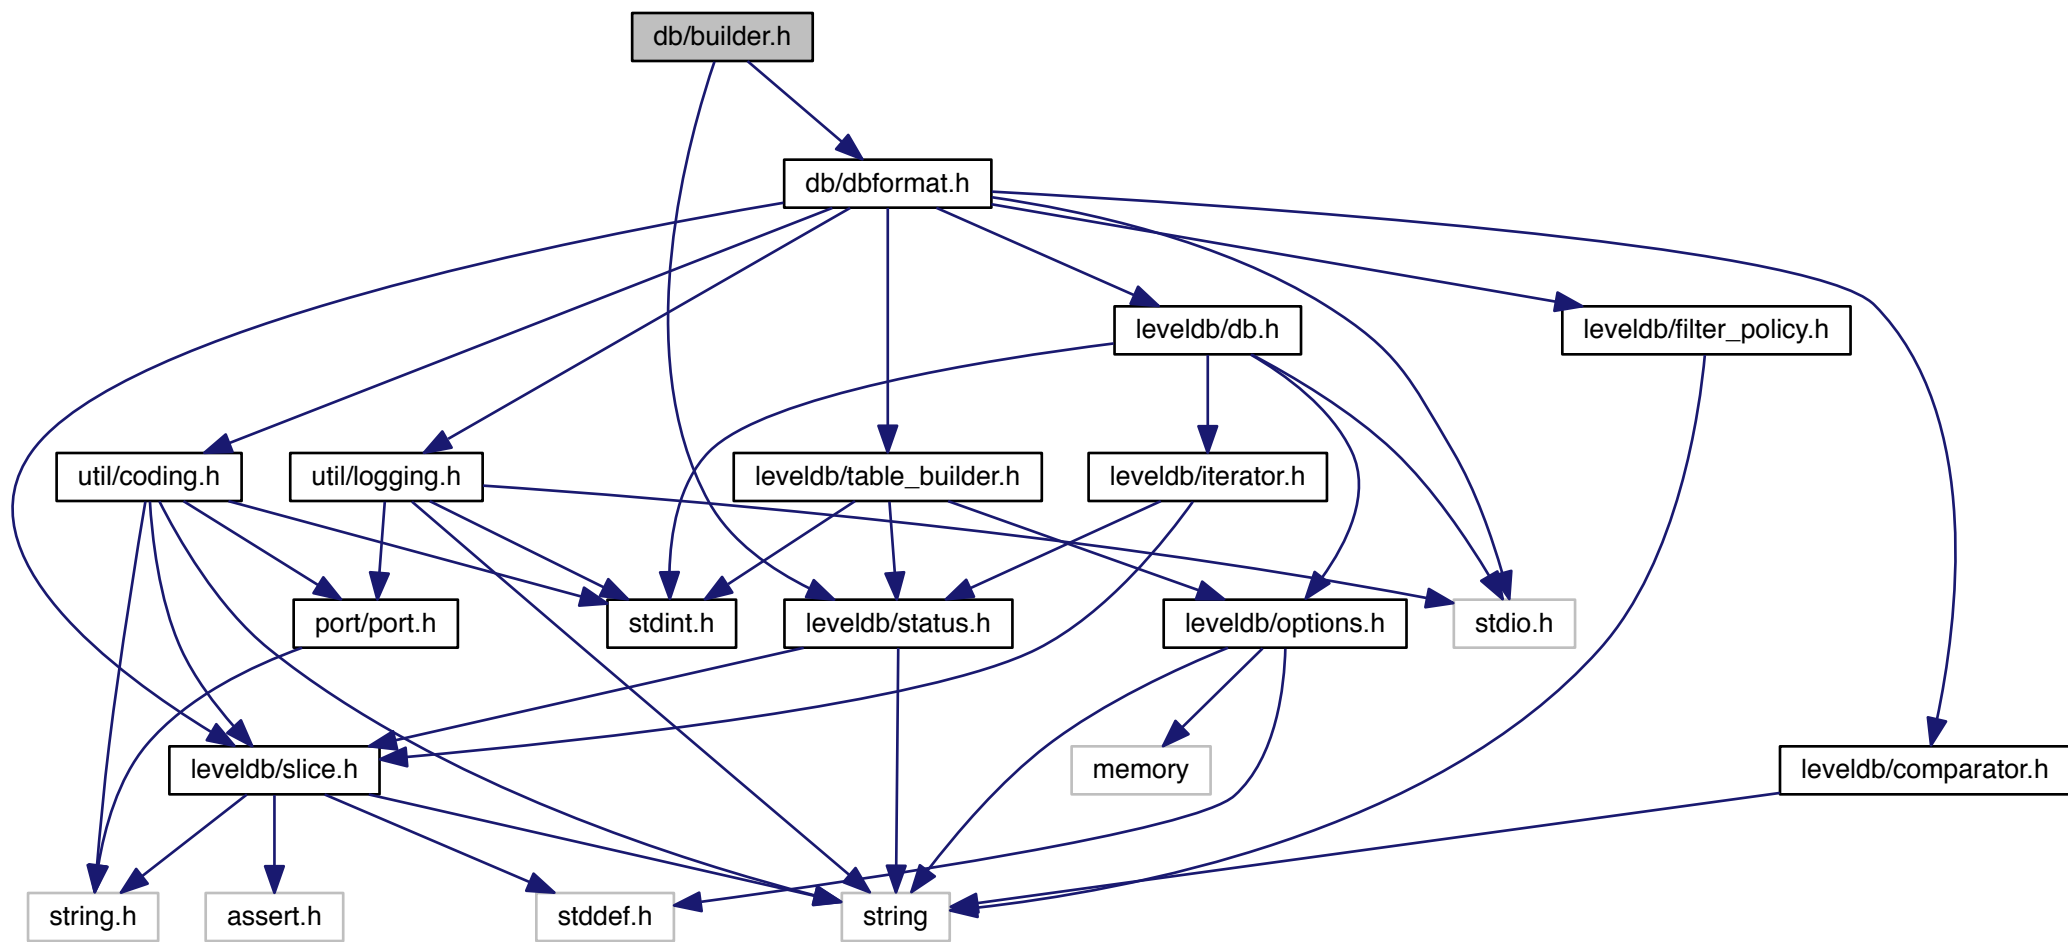 db/builder.h
db/dbformat.h
leveldb/db.h
leveldb/filter_policy.h
util/coding.h
util/logging.h
leveldb/table_builder.h
leveldb/iterator.h
port/port.h
stdint.h
leveldb/status.h
leveldb/options.h
stdio.h
leveldb/slice.h
memory
leveldb/comparator.h
string.h
assert.h
stddef.h
string